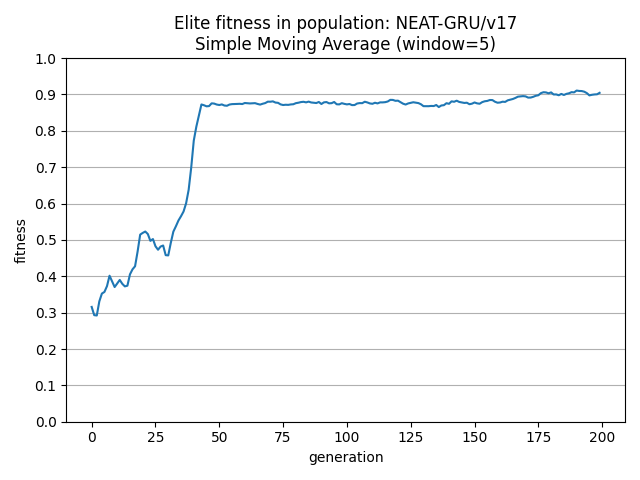 Elite fitness in population: NEAT-GRU/v17
Simple Moving Average (window=5)
1.0
0.9
0.8
0.7
0.6
0.5
0.4
0.3
0.2
0.1
0.0
fitness
0 25 50 75 100 125 150 175 200
generation